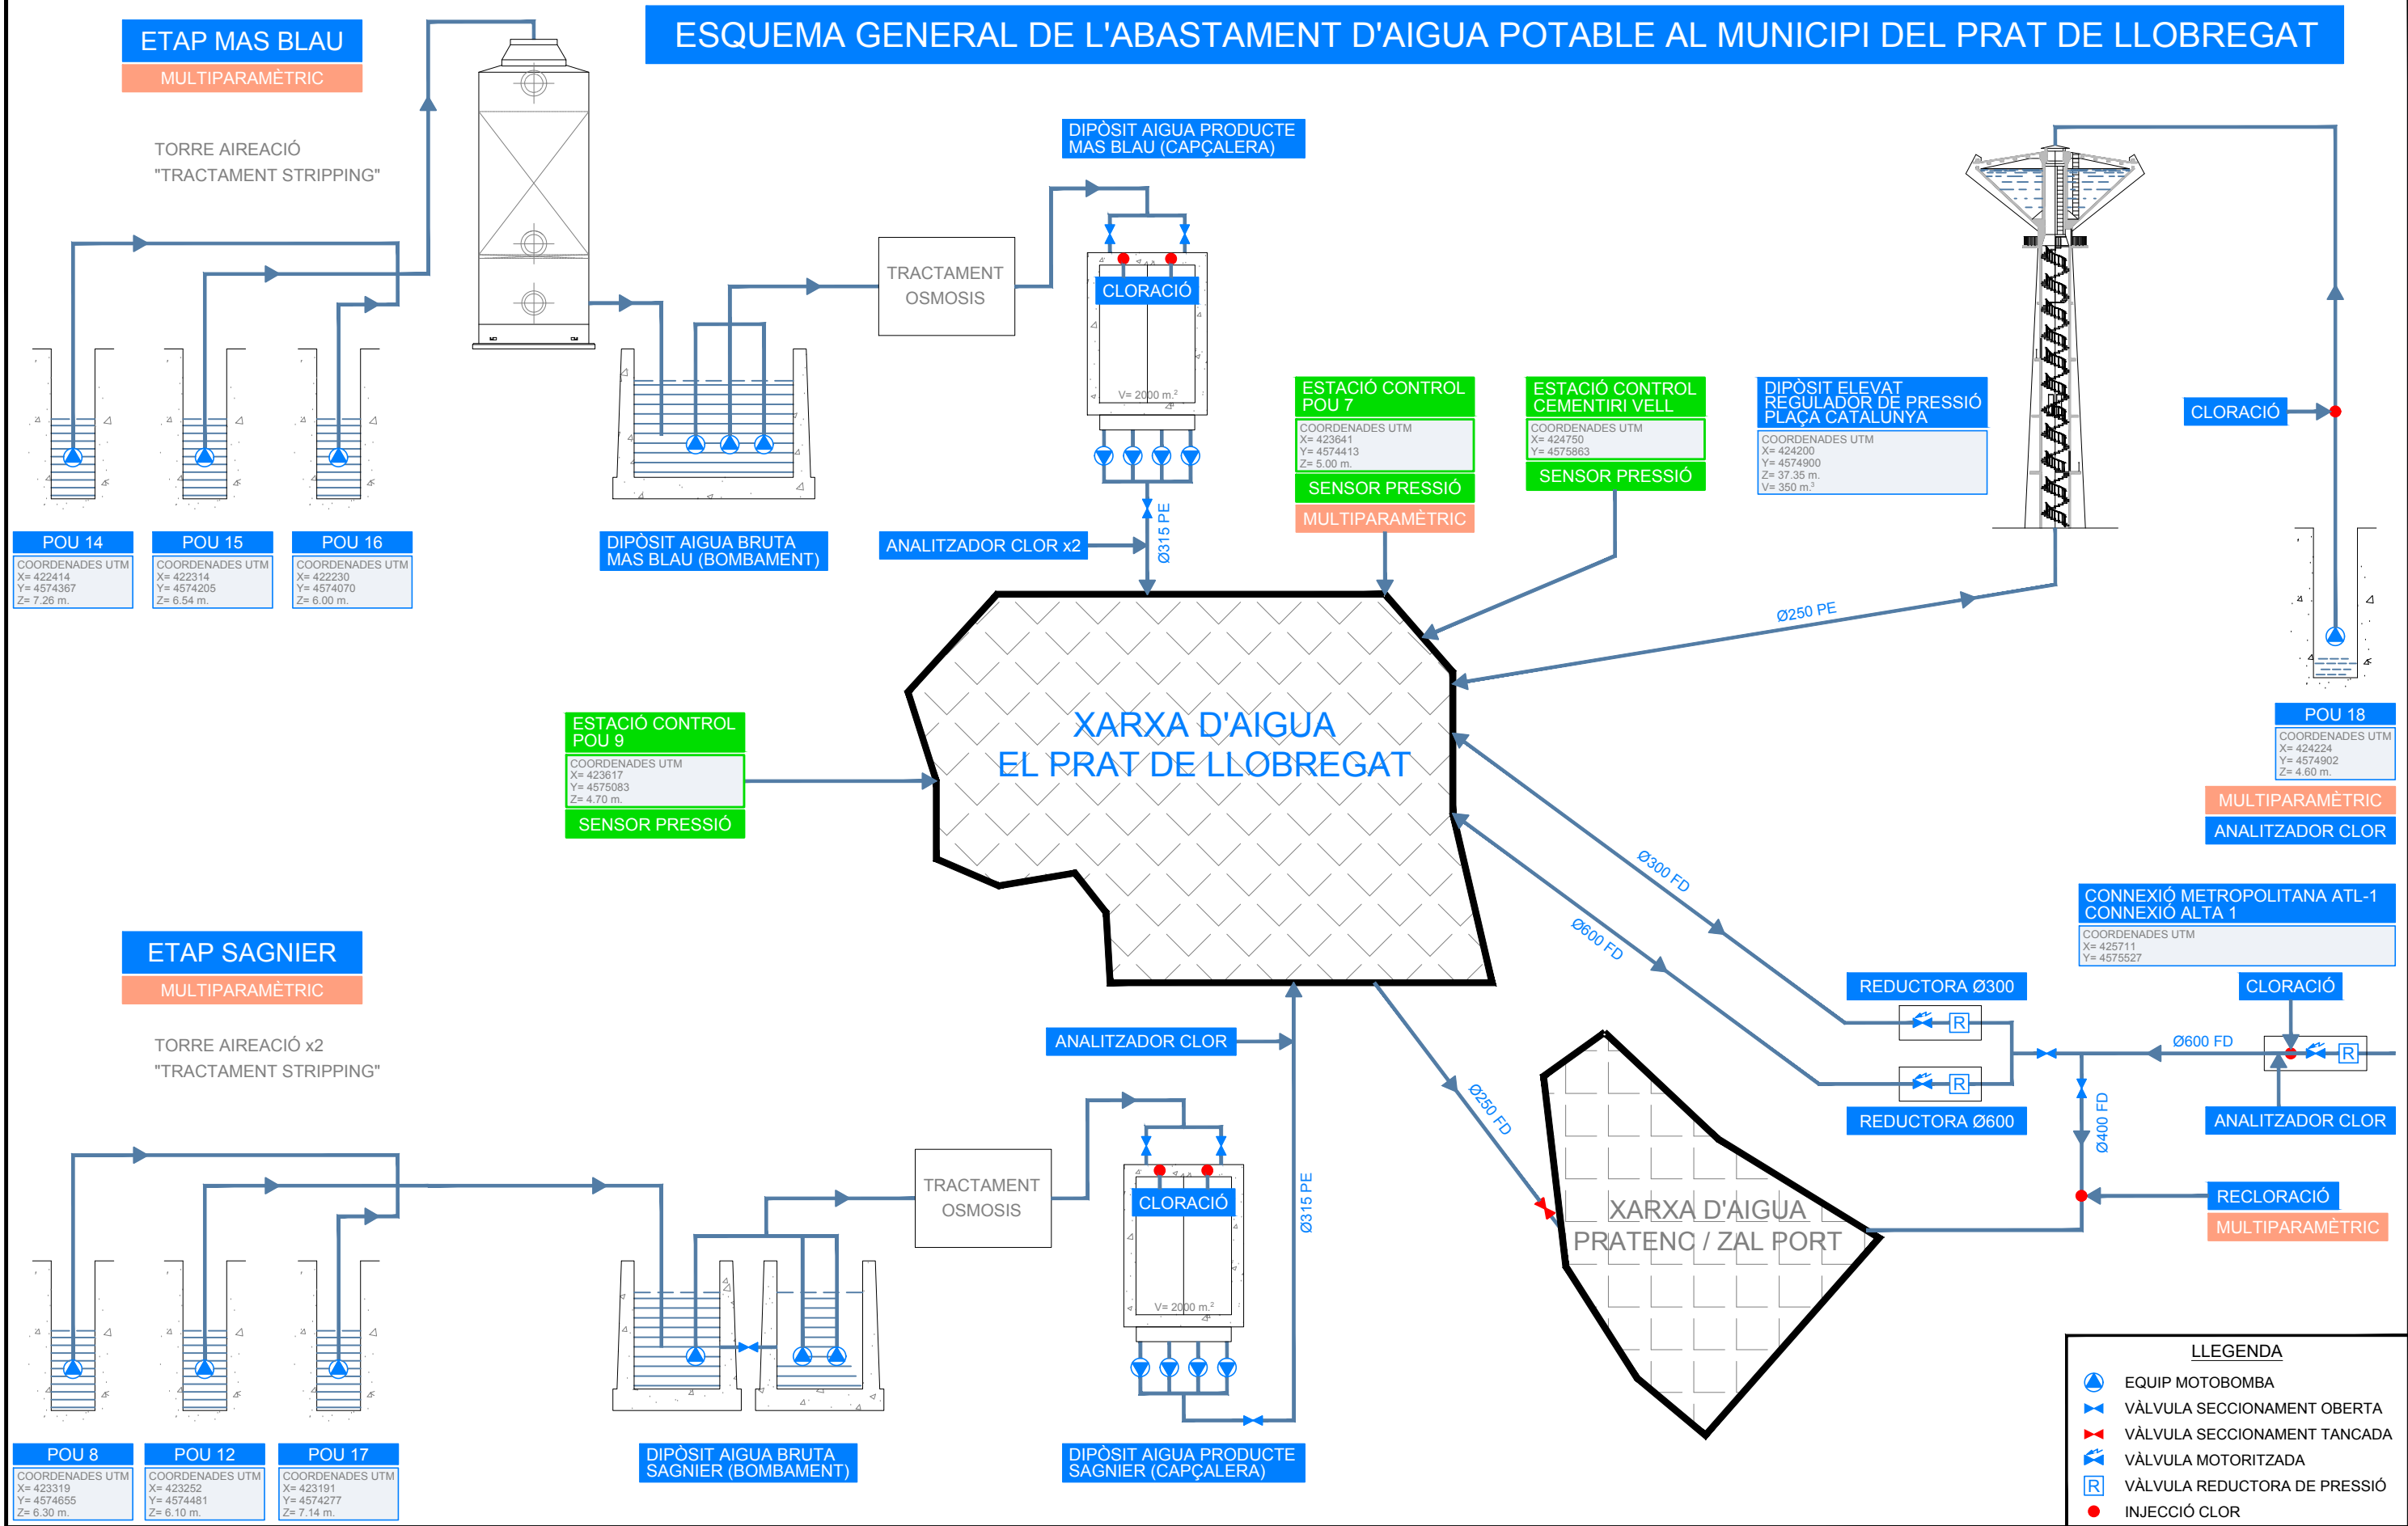 ESQUEMA GENERAL DE L'ABASTAMENT D'AIGUA POTABLE AL MUNICIPI DEL PRAT DE LLOBREGAT
ETAP MAS BLAU
MULTIPARAMÈTRIC
TORRE AIREACIÓ
"TRACTAMENT STRIPPING"
POU 14
COORDENADES UTM
X= 422414
Y= 4574367
Z= 7.26 m.
POU 15
COORDENADES UTM
X= 422314
Y= 4574205
Z= 6.54 m.
POU 16
COORDENADES UTM
X= 422230
Y= 4574070
Z= 6.00 m.
DIPÒSIT AIGUA BRUTA
MAS BLAU (BOMBAMENT)
TRACTAMENT
OSMOSIS
DIPÒSIT AIGUA PRODUCTE
MAS BLAU (CAPÇALERA)
CLORACIÓ
V= 2000 m.²
ANALITZADOR CLOR x2
Ø315 PE
ESTACIÓ CONTROL
POU 7
COORDENADES UTM
X= 423641
Y= 4574413
Z= 5.00 m.
SENSOR PRESSIÓ
MULTIPARAMÈTRIC
ESTACIÓ CONTROL
CEMENTIRI VELL
COORDENADES UTM
X= 424750
Y= 4575863
SENSOR PRESSIÓ
DIPÒSIT ELEVAT
REGULADOR DE PRESSIÓ
PLAÇA CATALUNYA
COORDENADES UTM
X= 424200
Y= 4574900
Z= 37.35 m.
V= 350 m.³
CLORACIÓ
Ø250 PE
POU 18
COORDENADES UTM
X= 424224
Y= 4574902
Z= 4.60 m.
MULTIPARAMÈTRIC
ANALITZADOR CLOR
ESTACIÓ CONTROL
POU 9
COORDENADES UTM
X= 423617
Y= 4575083
Z= 4.70 m.
SENSOR PRESSIÓ
XARXA D'AIGUA
EL PRAT DE LLOBREGAT
Ø300 FD
Ø600 FD
CONNEXIÓ METROPOLITANA ATL-1
CONNEXIÓ ALTA 1
COORDENADES UTM
X= 425711
Y= 4575527
CLORACIÓ
REDUCTORA Ø300
R
Ø600 FD
R
R
REDUCTORA Ø600
ANALITZADOR CLOR
Ø400 FD
RECLORACIÓ
MULTIPARAMÈTRIC
ETAP SAGNIER
MULTIPARAMÈTRIC
TORRE AIREACIÓ x2
"TRACTAMENT STRIPPING"
POU 8
COORDENADES UTM
X= 423319
Y= 4574655
Z= 6.30 m.
POU 12
COORDENADES UTM
X= 423252
Y= 4574481
Z= 6.10 m.
POU 17
COORDENADES UTM
X= 423191
Y= 4574277
Z= 7.14 m.
DIPÒSIT AIGUA BRUTA
SAGNIER (BOMBAMENT)
TRACTAMENT
OSMOSIS
ANALITZADOR CLOR
CLORACIÓ
V= 2000 m.²
Ø315 PE
DIPÒSIT AIGUA PRODUCTE
SAGNIER (CAPÇALERA)
Ø250 FD
XARXA D'AIGUA
PRATENC / ZAL PORT
LLEGENDA
EQUIP MOTOBOMBA
VÀLVULA SECCIONAMENT OBERTA
VÀLVULA SECCIONAMENT TANCADA
VÀLVULA MOTORITZADA
R VÀLVULA REDUCTORA DE PRESSIÓ
INJECCIÓ CLOR